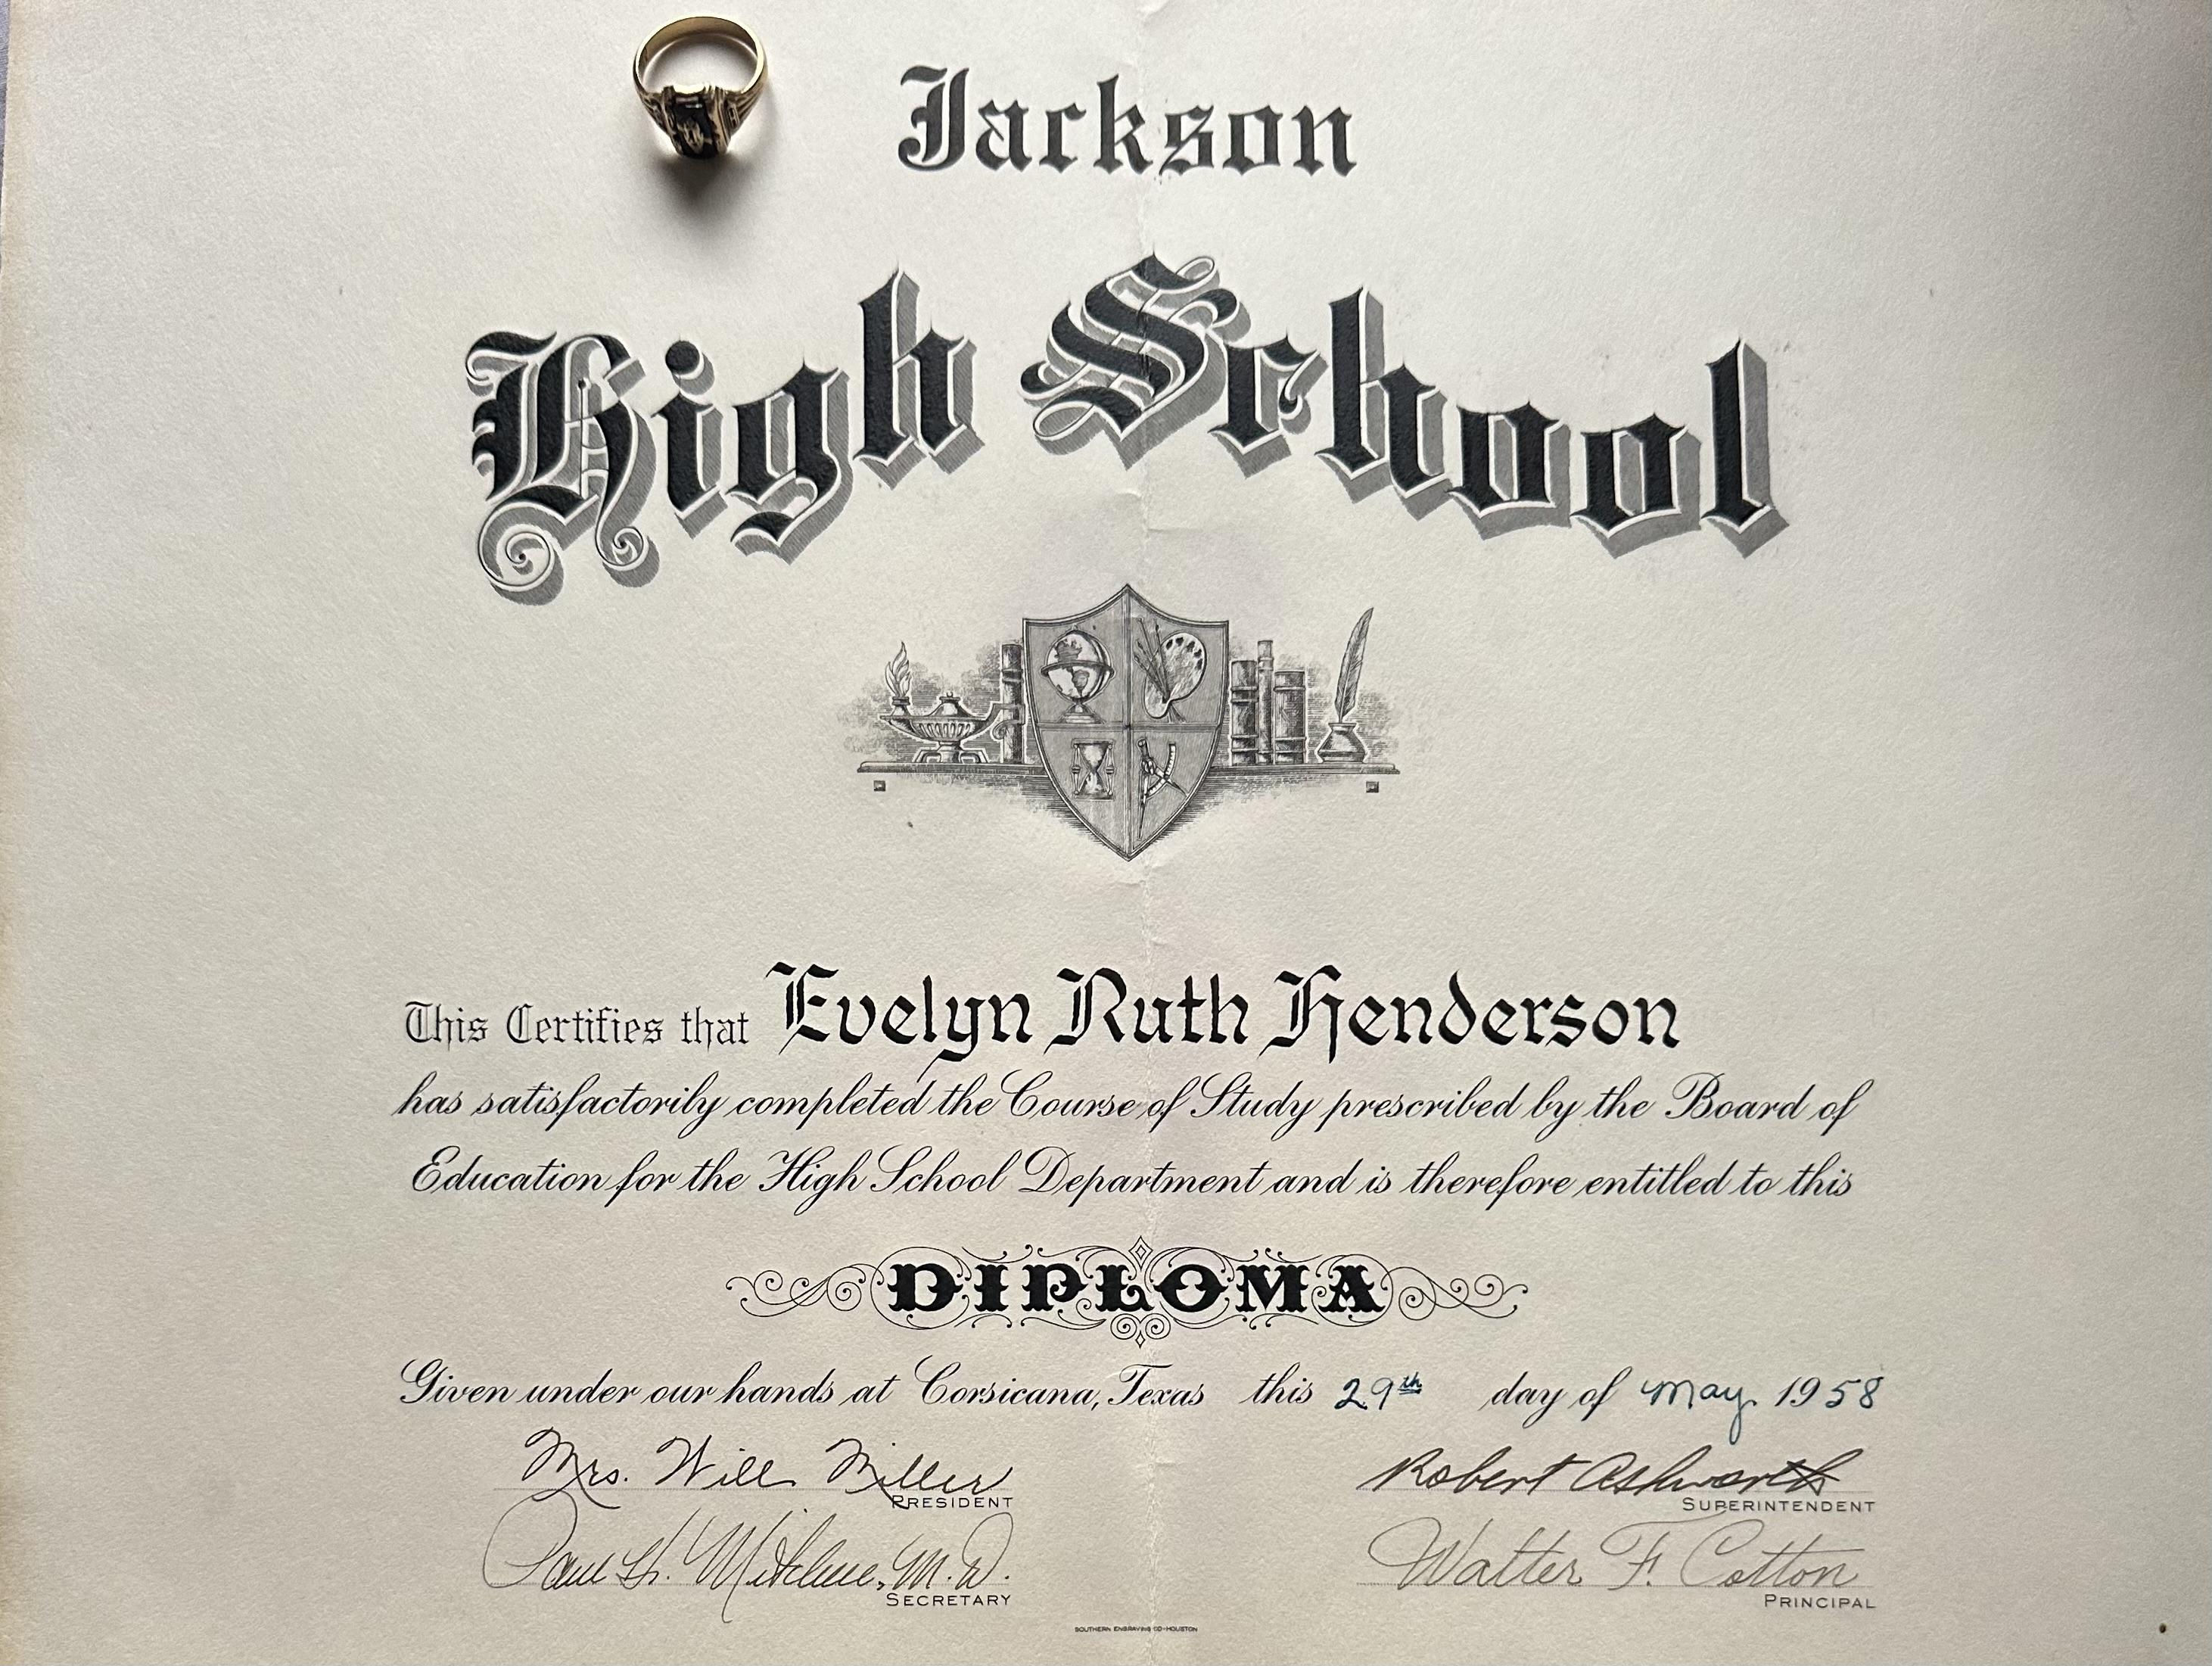 Jackson
High School
This Certifies that Evelyn Ruth Henderson
has satisfactorily completed the Course of Study prescribed by the Board of
Education for the High School Department and is therefore entitled to this
DIPLOMA
Given under our hands at Corsicana, Texas this 29th day of May 1958
Mrs. Will Miller Robert Ashworth
PRESIDENT SUPERINTENDENT
Paul H. M.D. Walter F. Cotton
SECRETARY PRINCIPAL
SOUTHERN ENGRAVING CO-HOUSTON